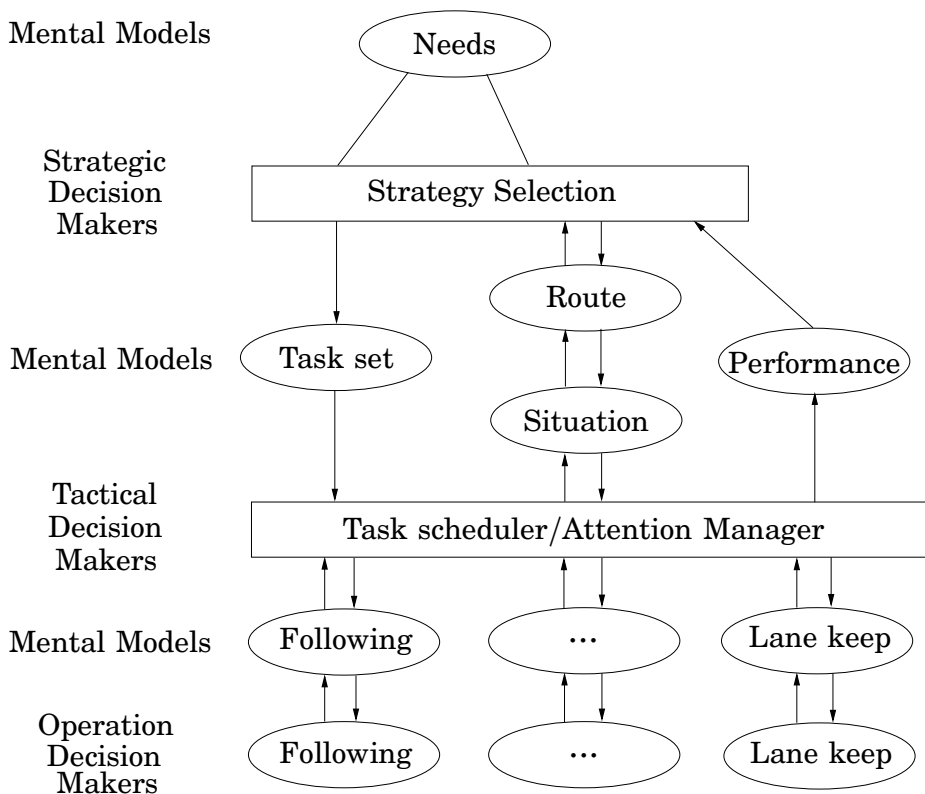 Mental Models
Needs
Strategic
Decision
Makers
Strategy Selection
Route
Mental Models
Task set
Performance
Situation
Tactical
Decision
Makers
Task scheduler/Attention Manager
Mental Models
Following
...
Lane keep
Operation
Decision
Makers
Following
...
Lane keep